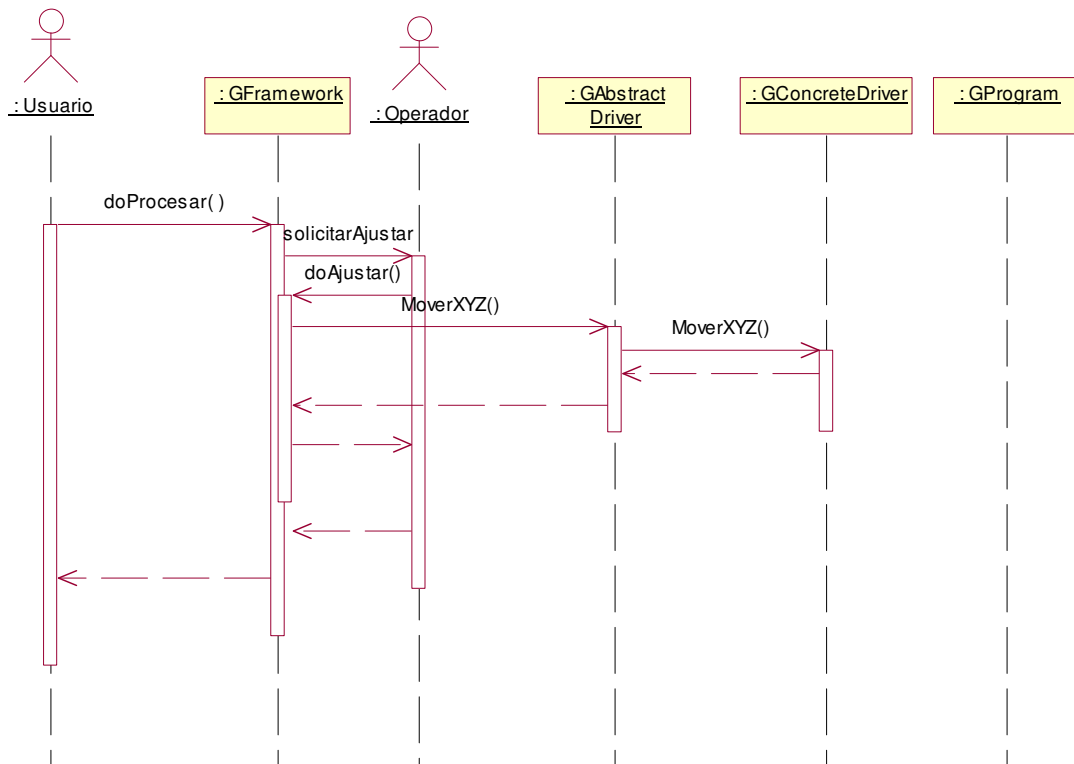 : Usuario
: GFramework
: Operador
: GAbstract
Driver
: GConcreteDriver
: GProgram
doProcesar( )
solicitarAjustar
doAjustar()
MoverXYZ()
MoverXYZ()